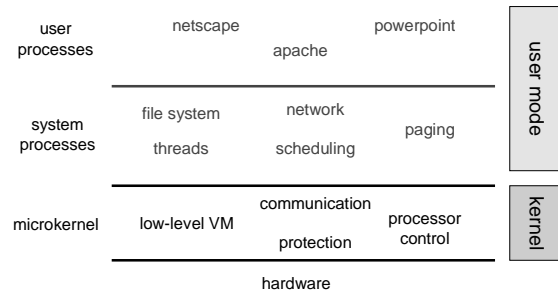 user
processes
netscape
powerpoint
apache
user mode
system
processes
file system
network
paging
threads
scheduling
microkernel
low-level VM
communication
processor
control
protection
kernel
hardware